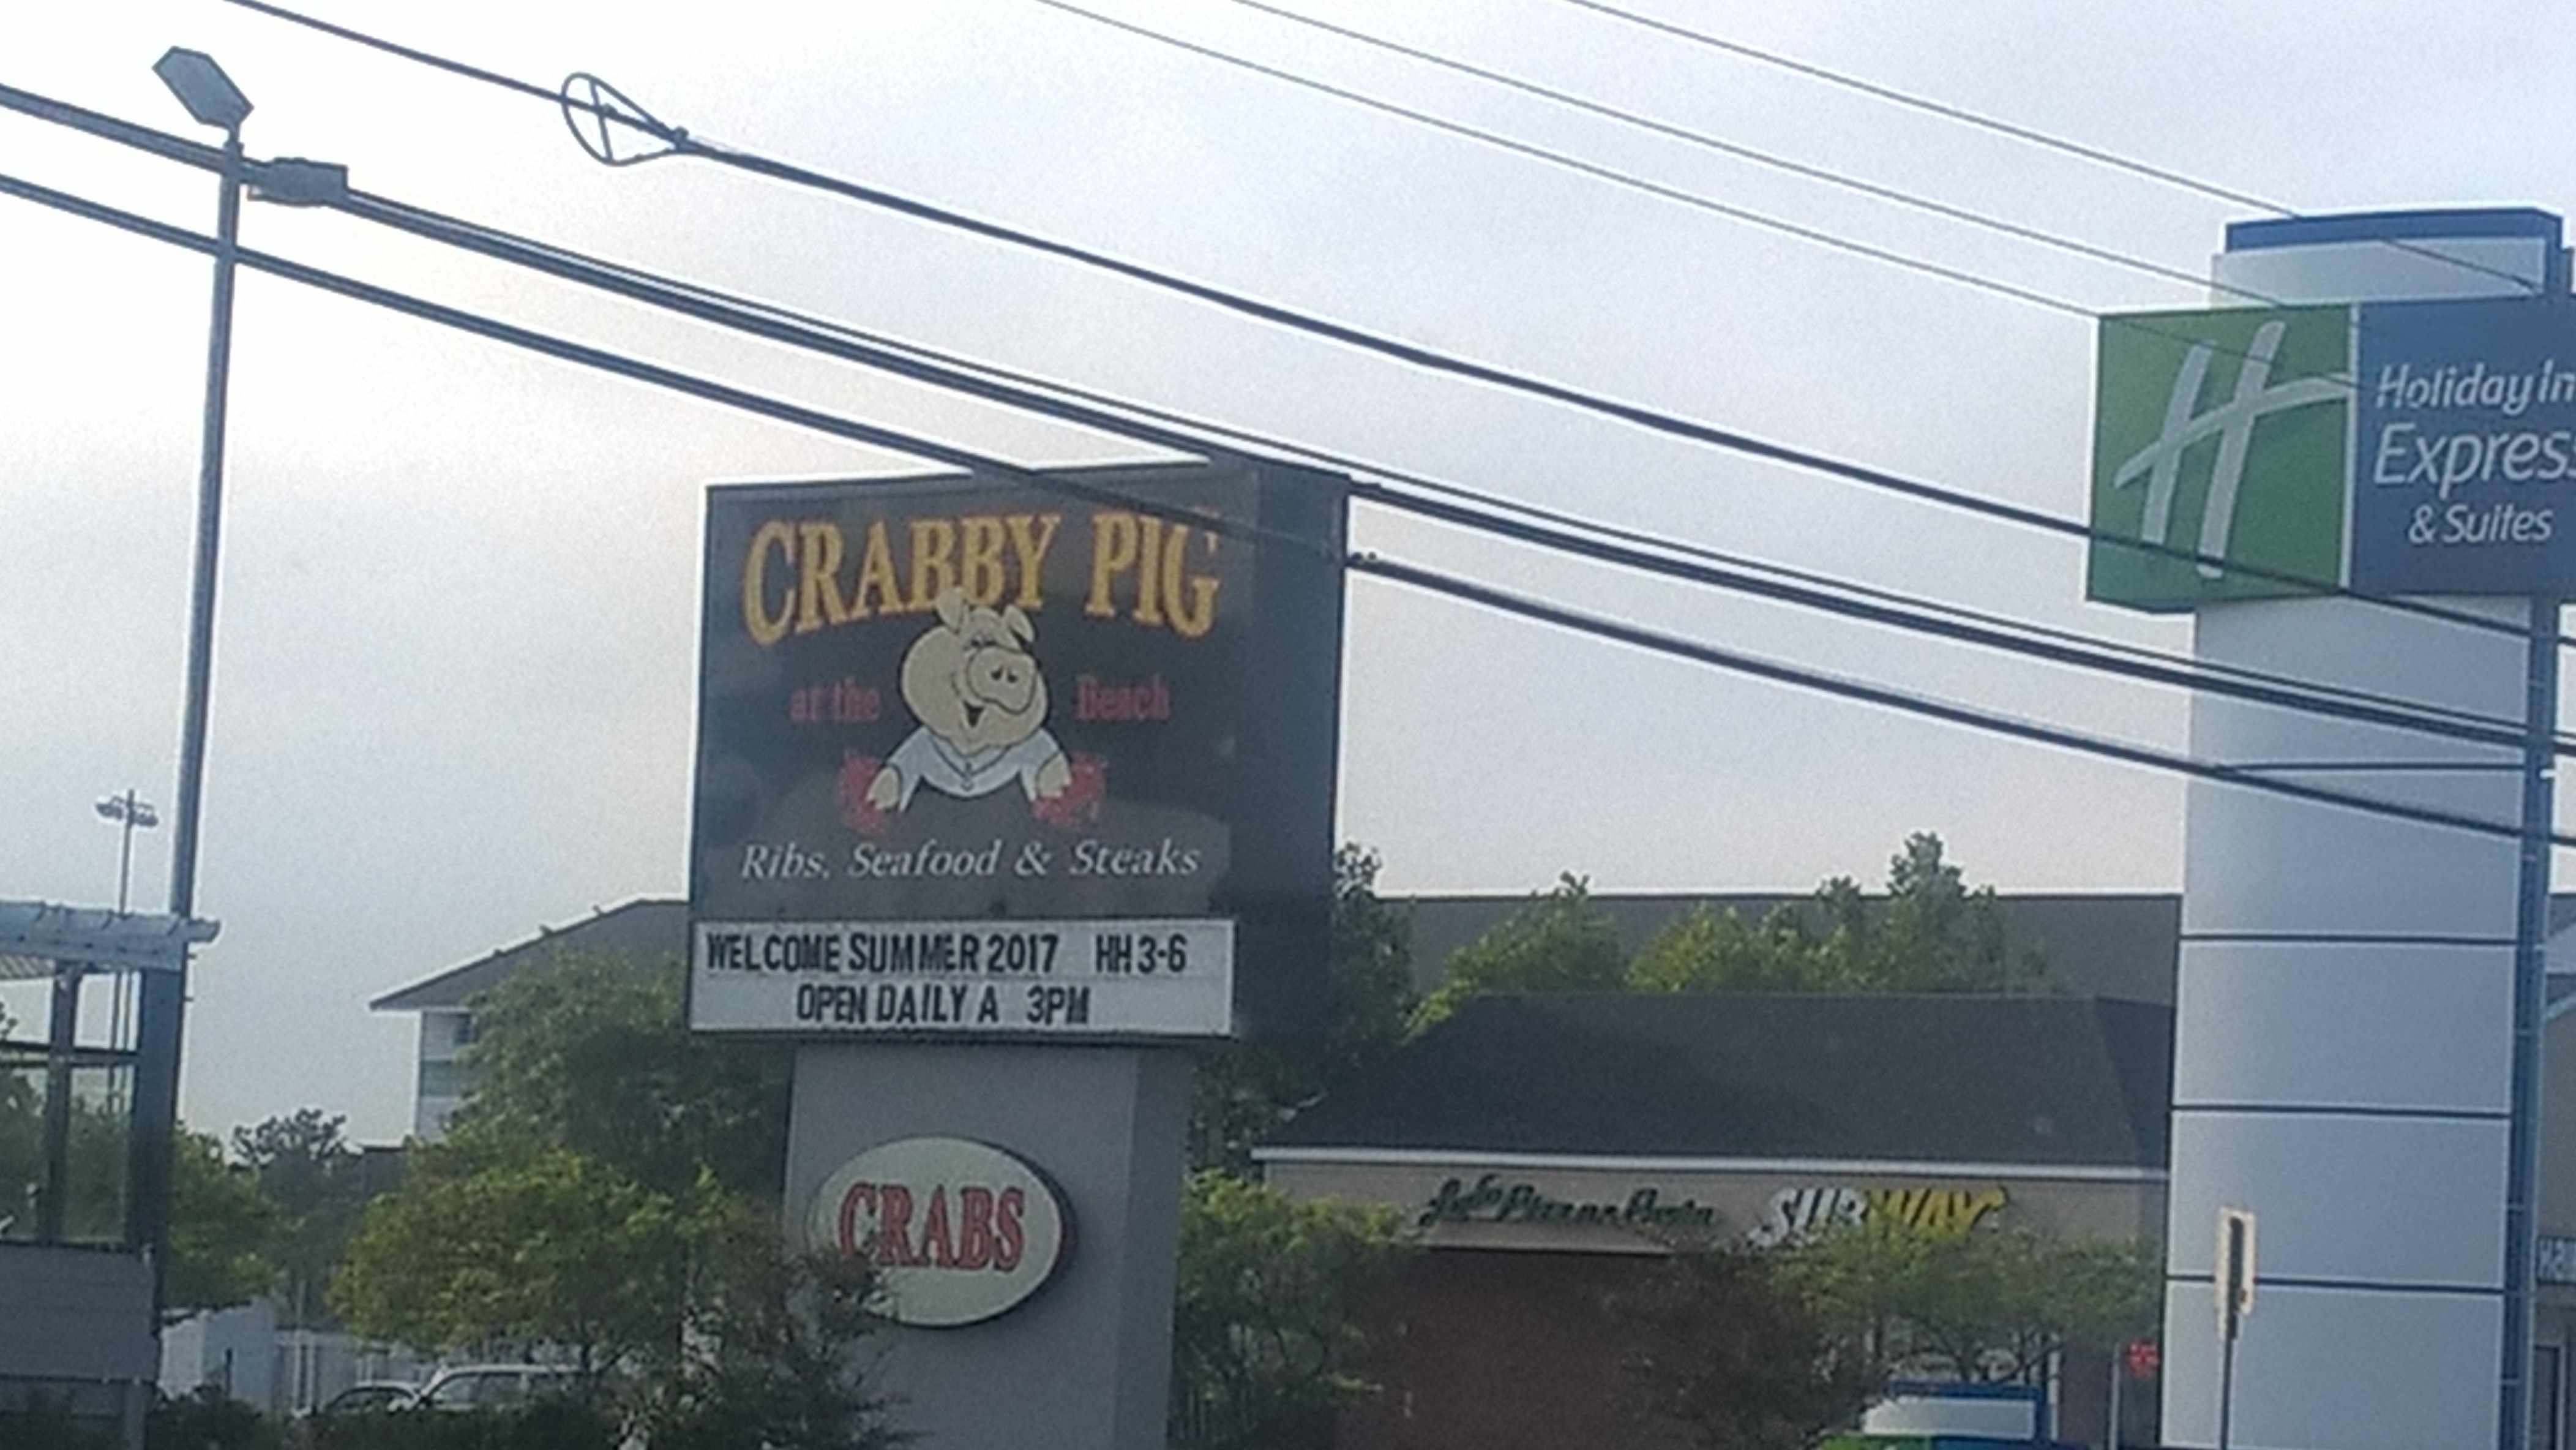 CRABBY PIG
at the Beach
Ribs, Seafood & Steaks
WELCOME SUMMER 2017 HH 3-6
OPEN DAILY A 3PM
CRABS
Holiday In
Express
& Suites
SUBWAY